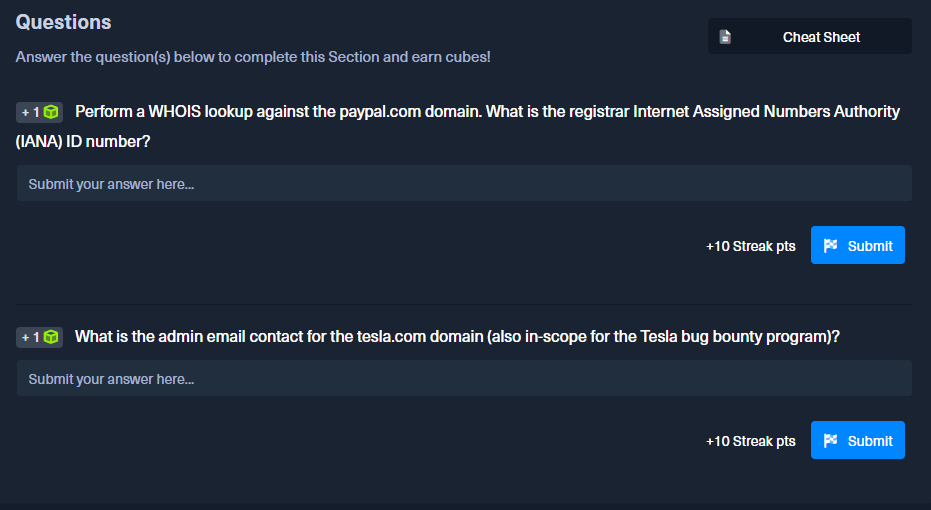 Questions
Cheat Sheet
Answer the question(s) below to complete this Section and earn cubes!
+ 1 Perform a WHOIS lookup against the paypal.com domain. What is the registrar Internet Assigned Numbers Authority
(IANA) ID number?
Submit your answer here...
+10 Streak pts Submit
+ 1 What is the admin email contact for the tesla.com domain (also in-scope for the Tesla bug bounty program)?
Submit your answer here...
+10 Streak pts Submit